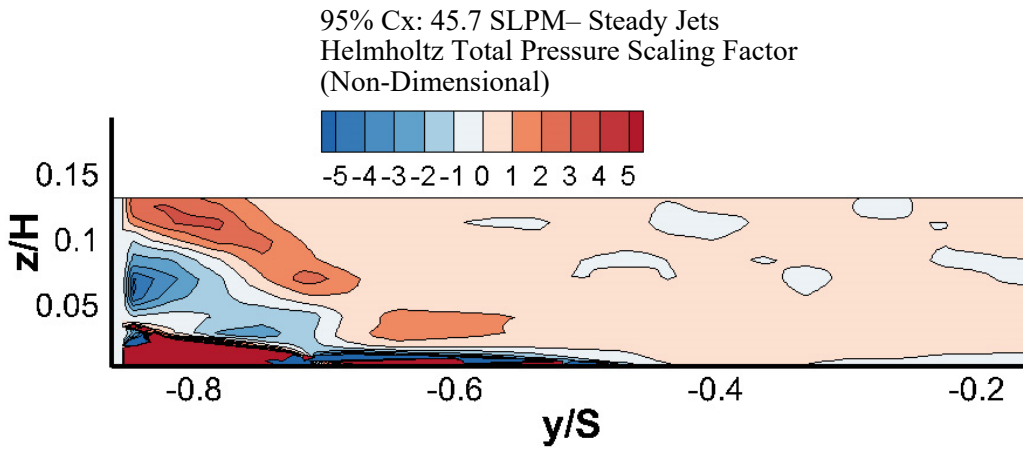 95% Cx: 45.7 SLPM– Steady Jets
Helmholtz Total Pressure Scaling Factor
(Non-Dimensional)
-5 -4 -3 -2 -1 0 1 2 3 4 5
0.15
0.1
0.05
z/H
-0.8 -0.6 -0.4 -0.2
y/S